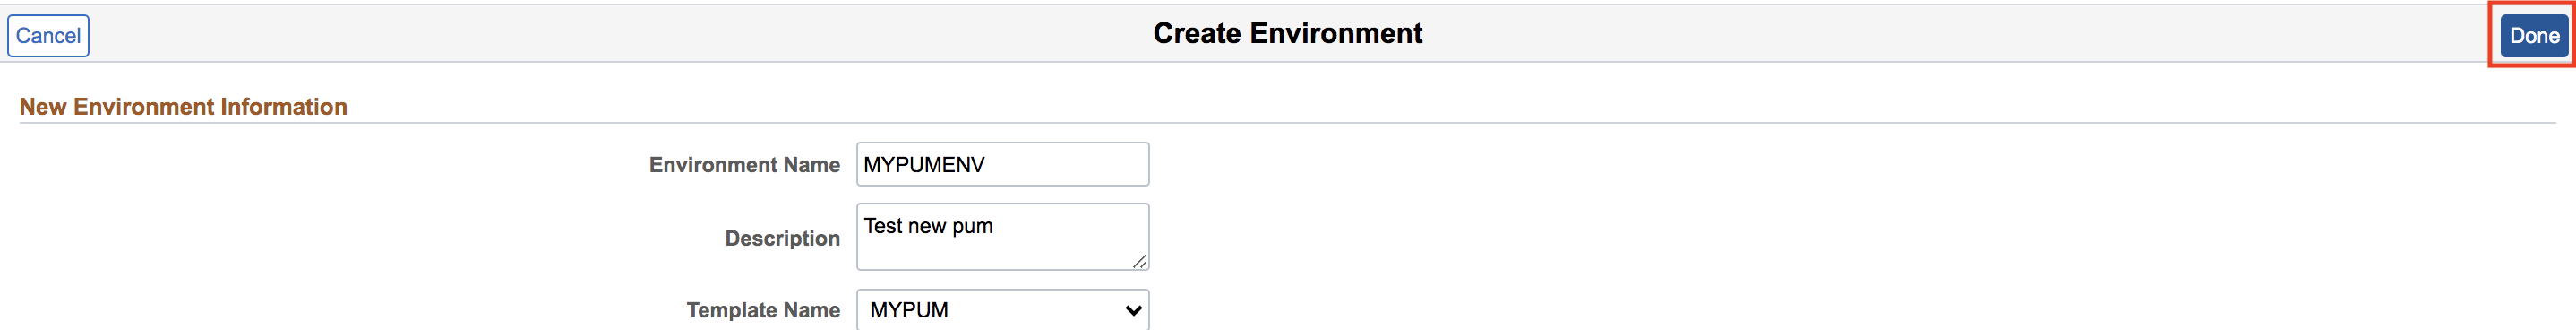 Cancel
Create Environment
Done
New Environment Information
Environment Name
MYPUMENV
Description
Test new pum
Template Name
MYPUM